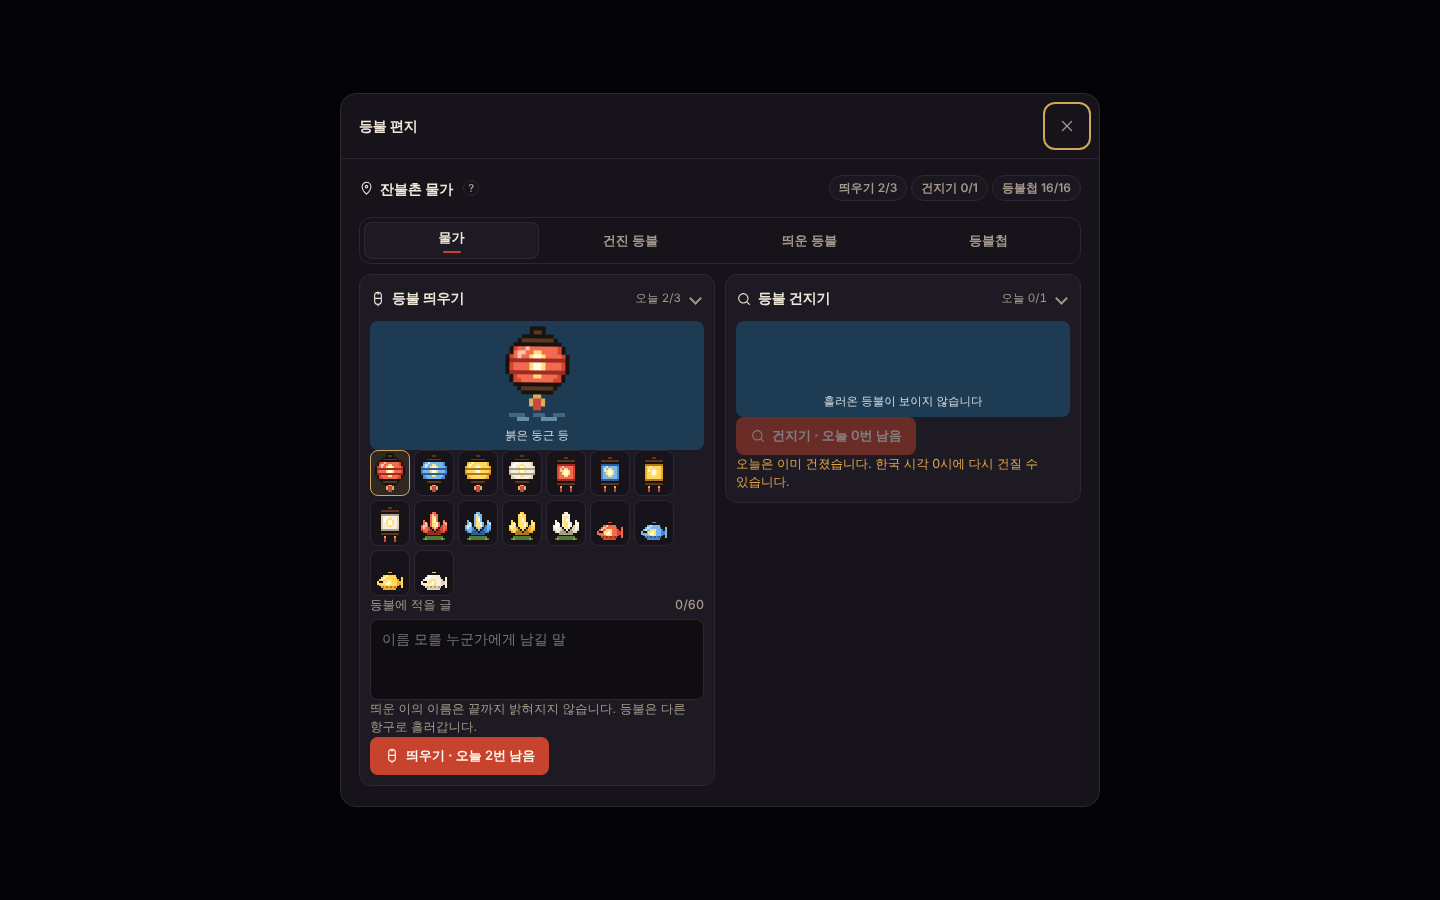 등불 편지
잔불촌 물가 ?
띄우기 2/3 건지기 0/1 등불첩 16/16
물가 건진 등불 띄운 등불 등불첩
등불 띄우기 오늘 2/3
붉은 둥근 등
등불에 적을 글 0/60
이름 모를 누군가에게 남길 말
띄운 이의 이름은 끝까지 밝혀지지 않습니다. 등불은 다른
항구로 흘러갑니다.
띄우기 · 오늘 2번 남음
등불 건지기 오늘 0/1
흘러온 등불이 보이지 않습니다
건지기 · 오늘 0번 남음
오늘은 이미 건졌습니다. 한국 시각 0시에 다시 건질 수
있습니다.